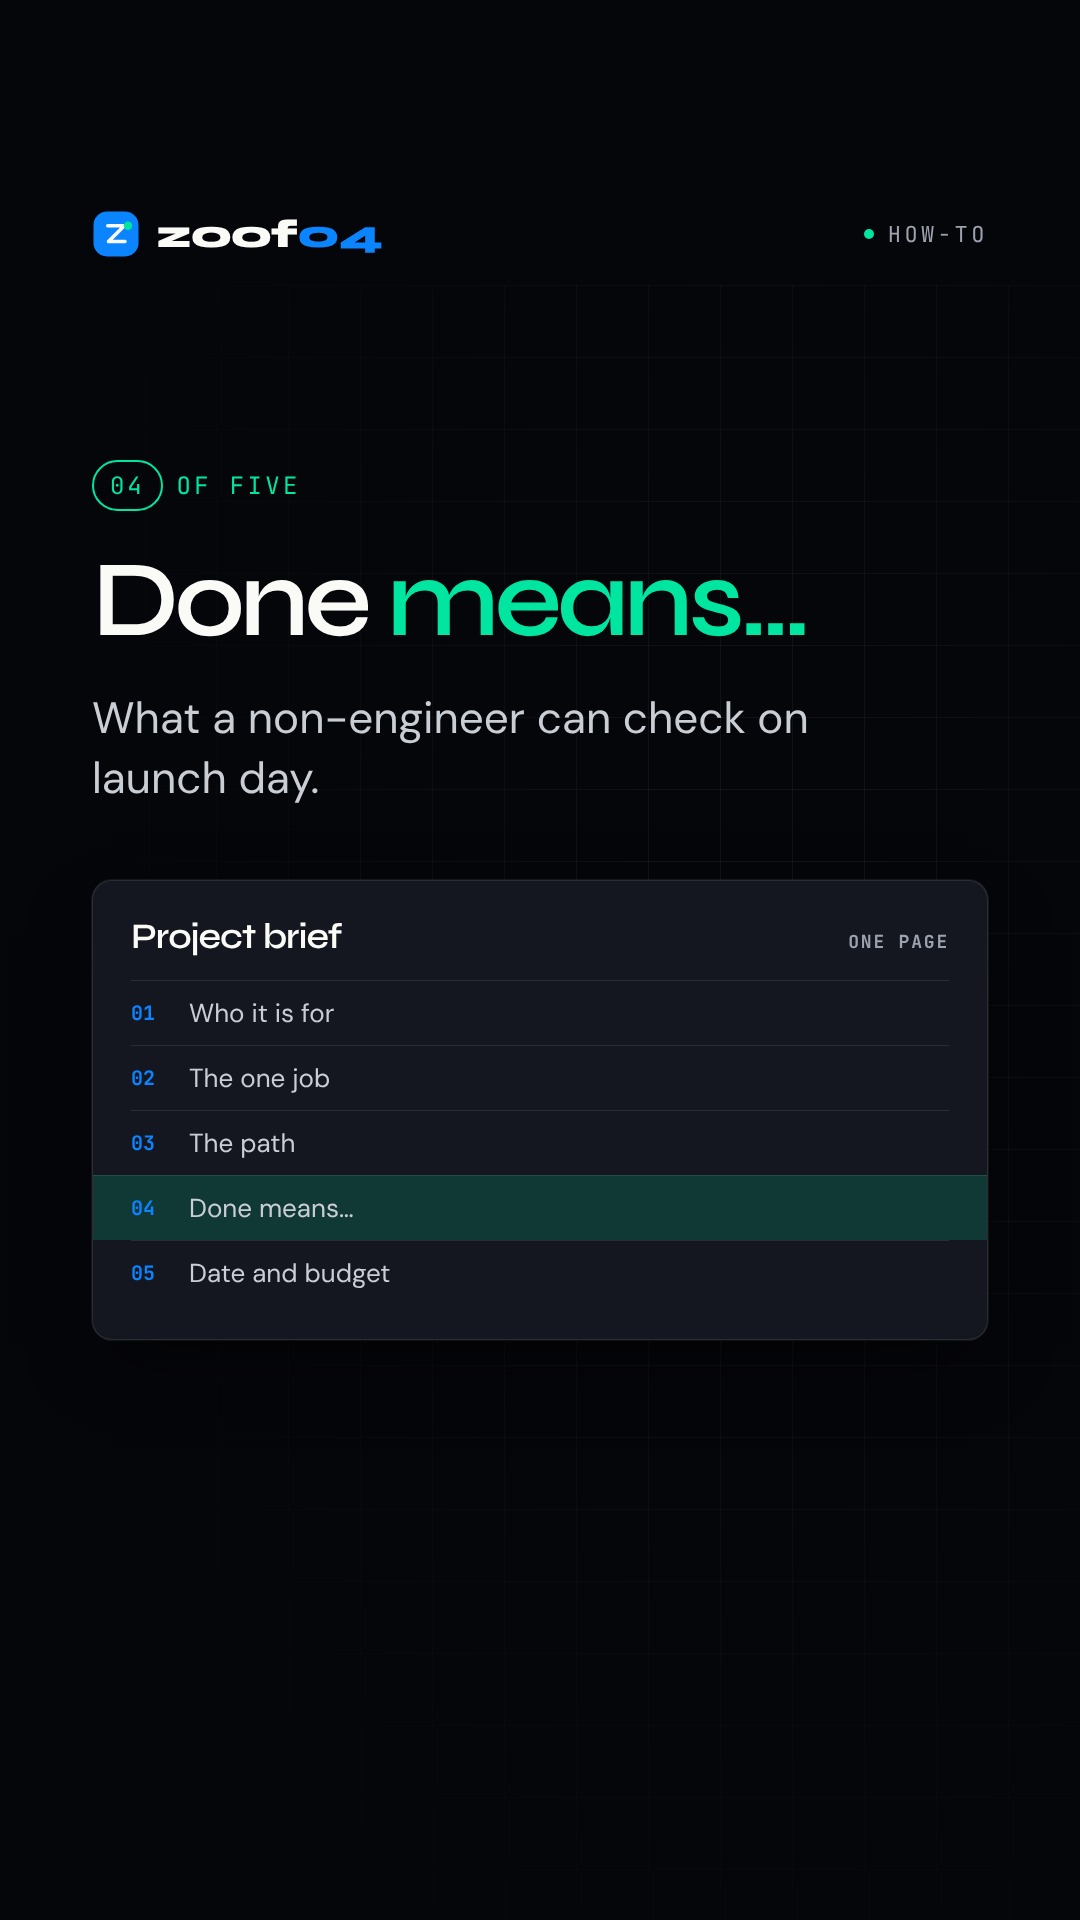 Z zoof04
HOW-TO
04 OF FIVE
Done means...
What a non-engineer can check on
launch day.
Project brief
ONE PAGE
01 Who it is for
02 The one job
03 The path
04 Done means...
05 Date and budget